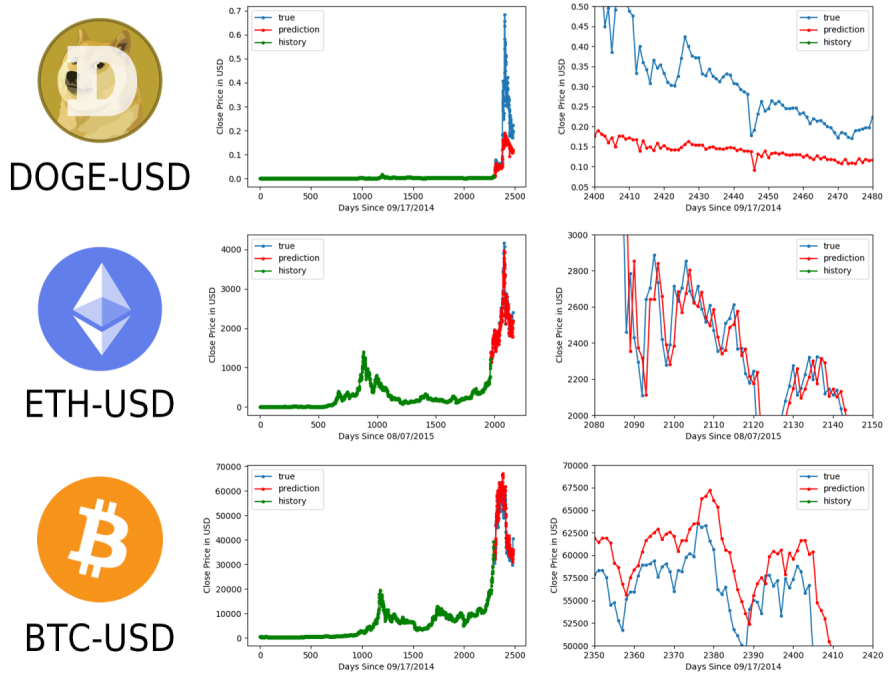 D
DOGE-USD
0.7
0.6
0.5
0.4
0.3
0.2
0.1
0.0
Close Price in USD
true
prediction
history
0 500 1000 1500 2000 2500
Days Since 09/17/2014
0.50
0.45
0.40
0.35
0.30
0.25
0.20
0.15
0.10
0.05
Close Price in USD
true
prediction
history
2400 2410 2420 2430 2440 2450 2460 2470 2480
Days Since 09/17/2014
ETH-USD
4000
3000
2000
1000
0
Close Price in USD
true
prediction
history
0 500 1000 1500 2000
Days Since 08/07/2015
3000
2800
2600
2400
2200
2000
Close Price in USD
true
prediction
history
2080 2090 2100 2110 2120 2130 2140 2150
Days Since 08/07/2015
BTC-USD
70000
60000
50000
40000
30000
20000
10000
0
Close Price in USD
true
prediction
history
0 500 1000 1500 2000 2500
Days Since 09/17/2014
70000
67500
65000
62500
60000
57500
55000
52500
50000
Close Price in USD
true
prediction
history
2350 2360 2370 2380 2390 2400 2410 2420
Days Since 09/17/2014